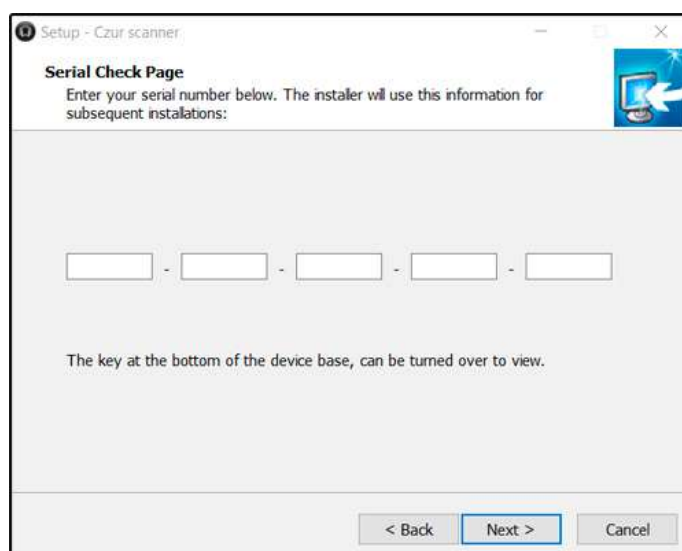 Setup - Czur scanner
Serial Check Page
Enter your serial number below. The installer will use this information for
subsequent installations:
- - - -
The key at the bottom of the device base, can be turned over to view.
< Back Next > Cancel